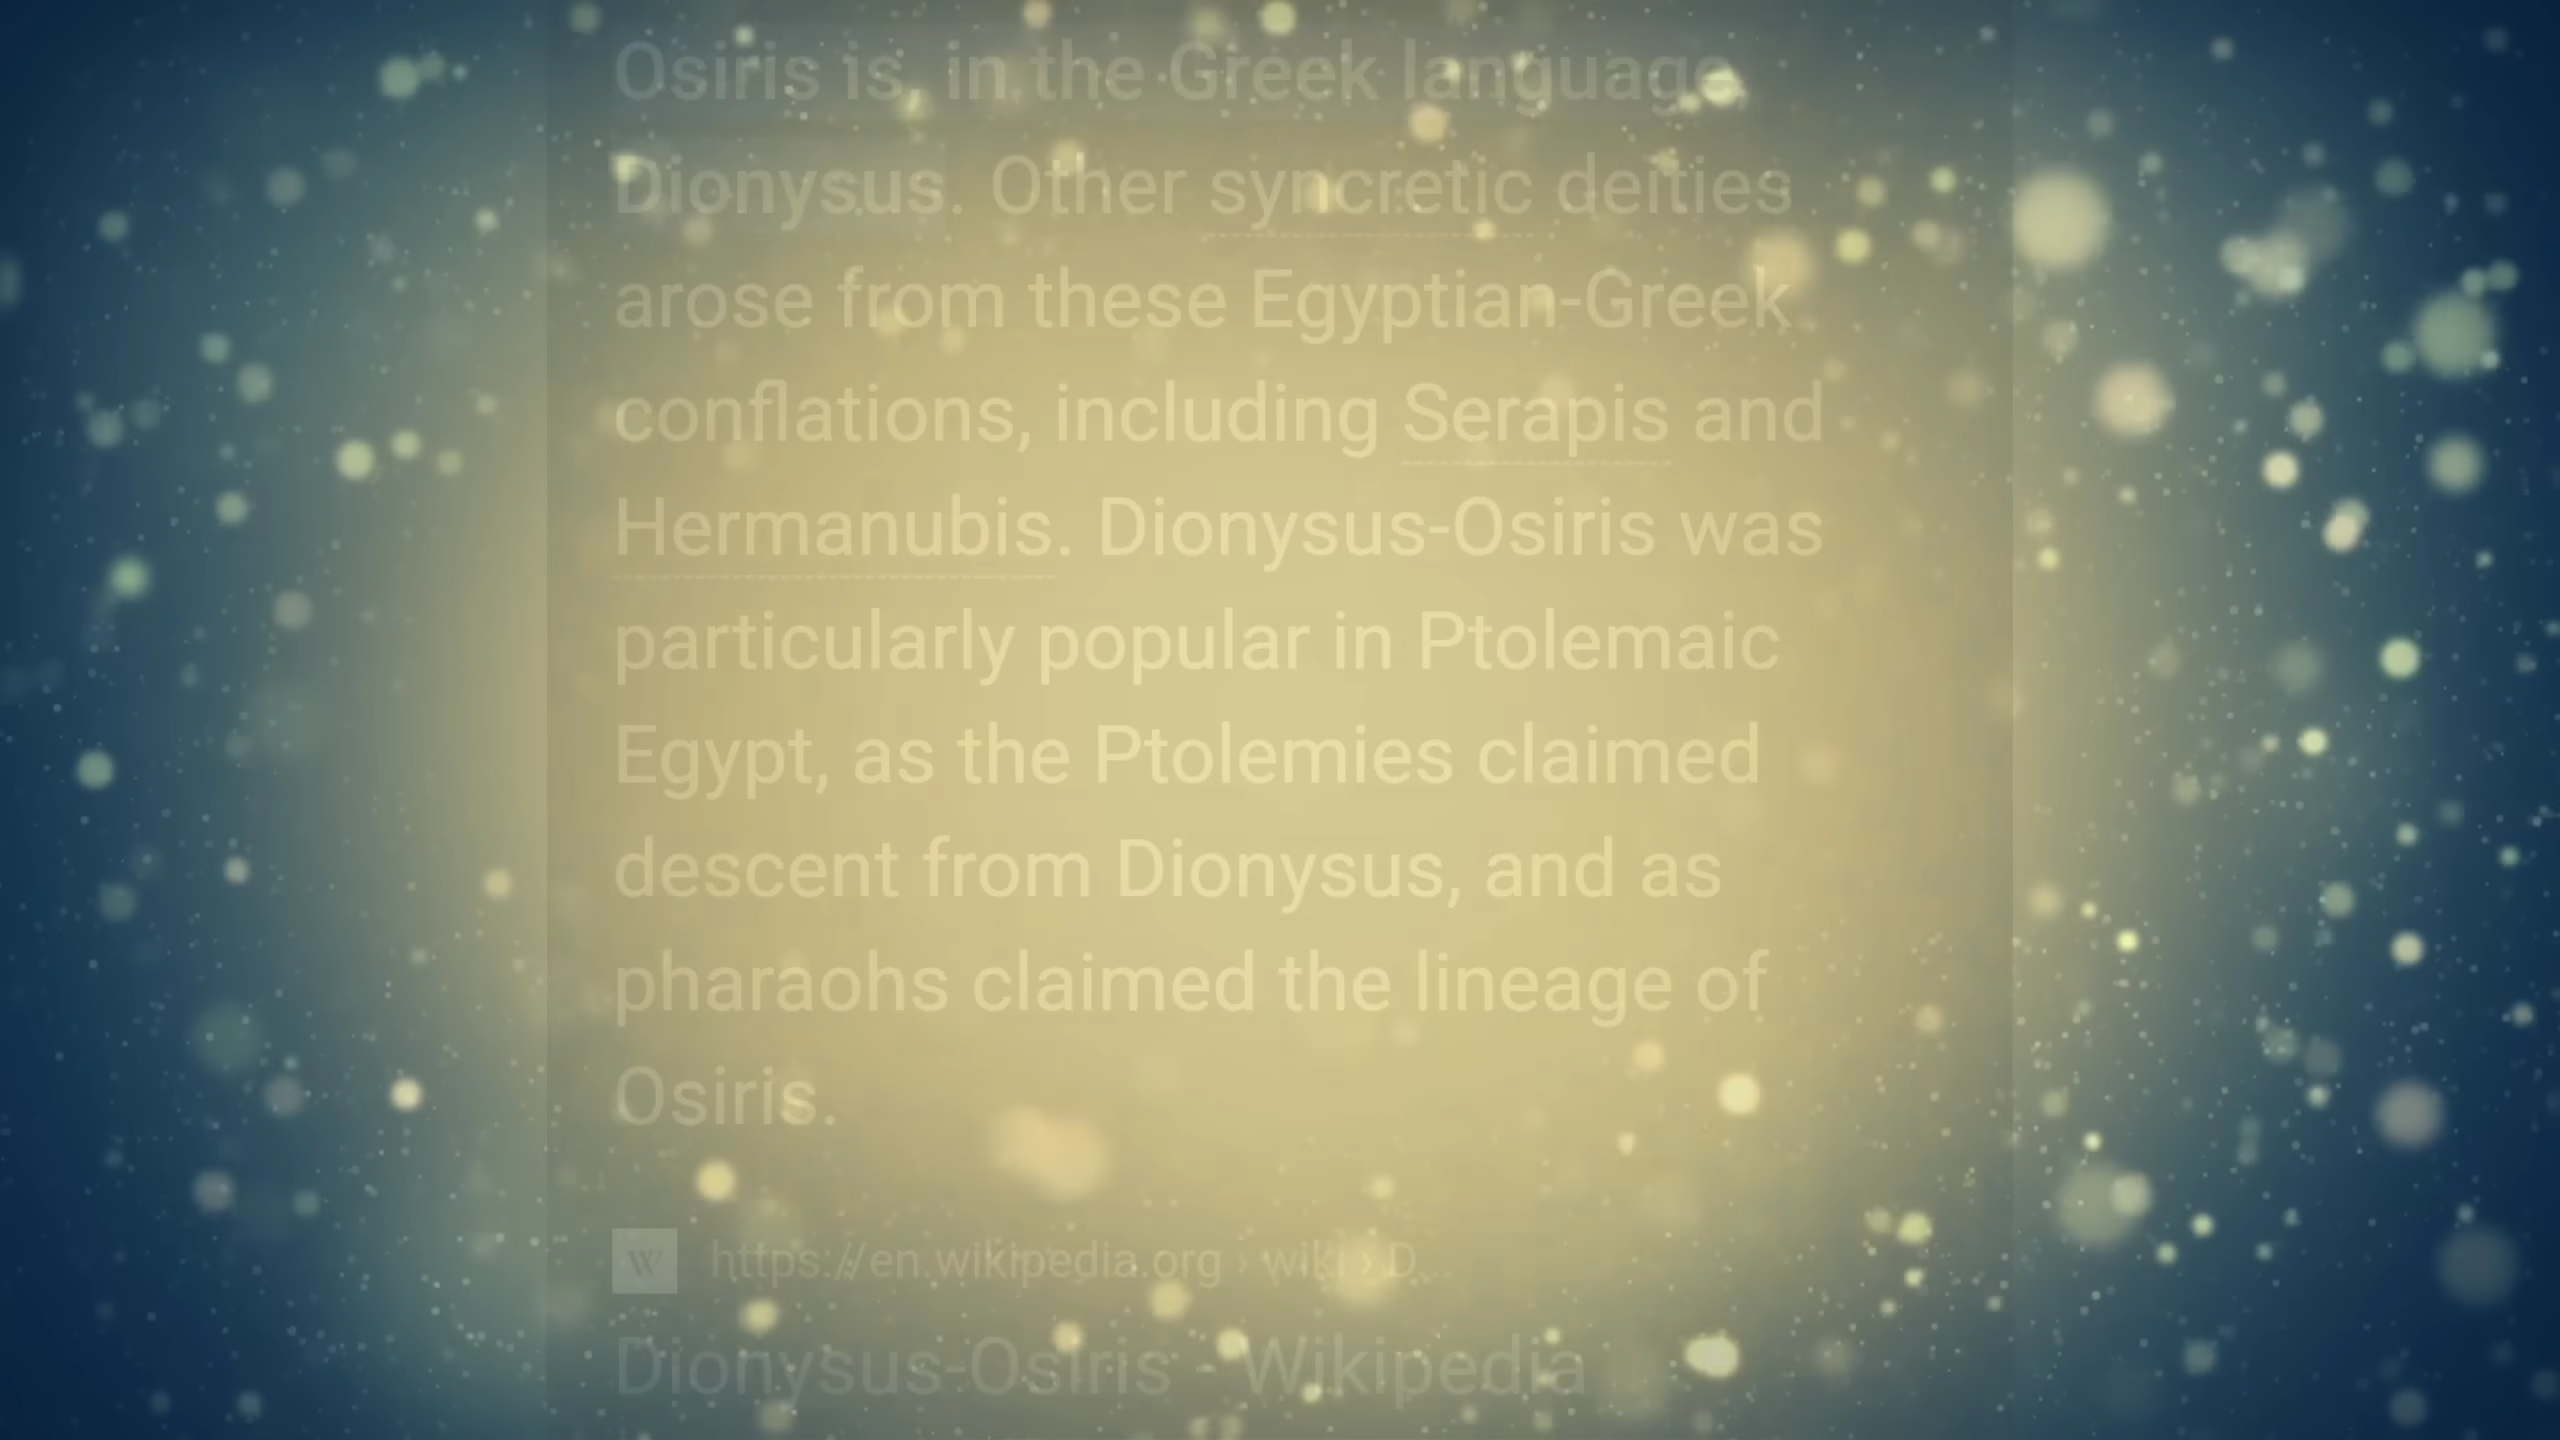 Osiris is, in the Greek language,
Dionysus. Other syncretic deities
arose from these Egyptian-Greek
conflations, including Serapis and
Hermanubis. Dionysus-Osiris was
particularly popular in Ptolemaic
Egypt, as the Ptolemies claimed
descent from Dionysus, and as
pharaohs claimed the lineage of
Osiris.
W https://en.wikipedia.org › wiki › D...
Dionysus-Osiris - Wikipedia